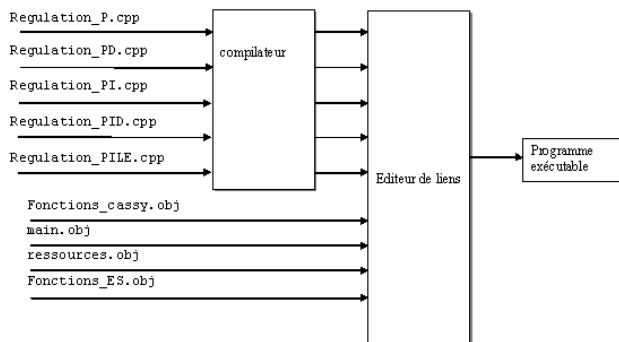 Regulation_P.cpp
Regulation_PD.cpp
compilateur
Regulation_PI.cpp
Regulation_PID.cpp
Regulation_PILE.cpp
Editeur de liens
Programme
exécutable
Fonctions_cassy.obj
main.obj
ressources.obj
Fonctions_ES.obj